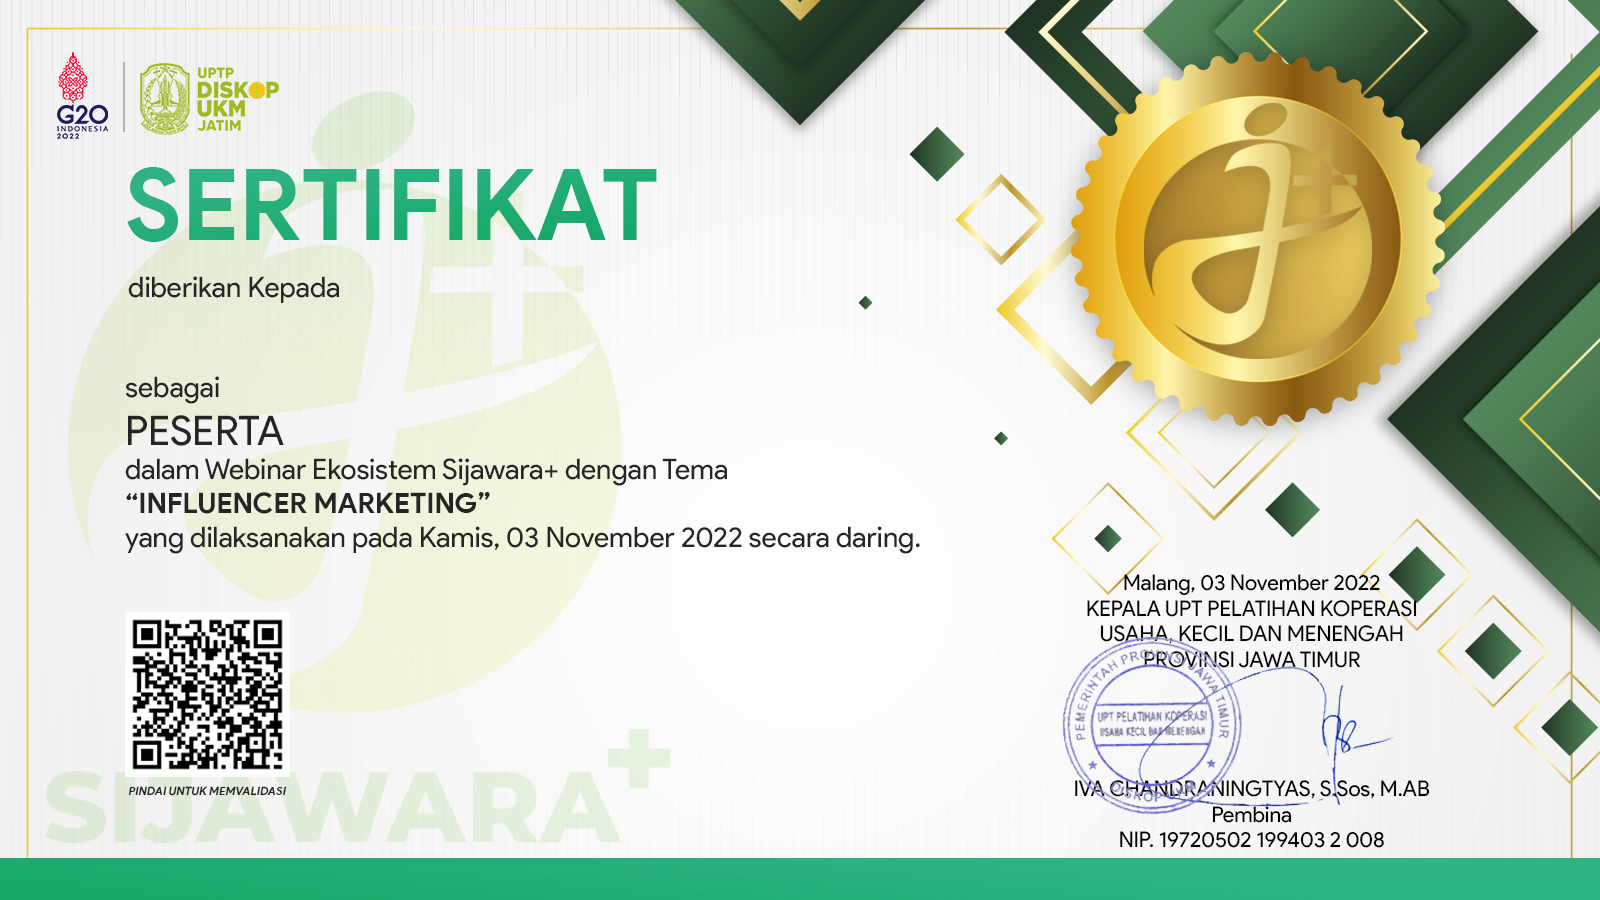 G20
INDONESIA
2022
UPTP
DISKOP
UKM
JATIM
SERTIFIKAT
diberikan Kepada
sebagai
PESERTA
dalam Webinar Ekosistem Sijawara+ dengan Tema
“INFLUENCER MARKETING”
yang dilaksanakan pada Kamis, 03 November 2022 secara daring.
PINDAI UNTUK MEMVALIDASI
SIJAWARA+
Malang, 03 November 2022
KEPALA UPT PELATIHAN KOPERASI
USAHA, KECIL DAN MENENGAH
PROVINSI JAWA TIMUR
PEMERINTAH PROVINSI JAWA TIMUR
UPT PELATIHAN KOPERASI
USAHA KECIL DAN MENENGAH
IVA CHANDRANINGTYAS, S.Sos, M.AB
Pembina
NIP. 19720502 199403 2 008